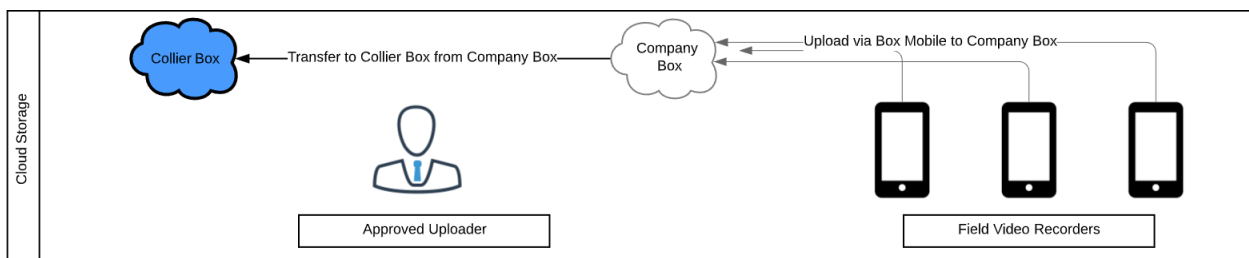 Cloud Storage
Collier Box
Transfer to Collier Box from Company Box
Company
Box
Upload via Box Mobile to Company Box
Approved Uploader
Field Video Recorders